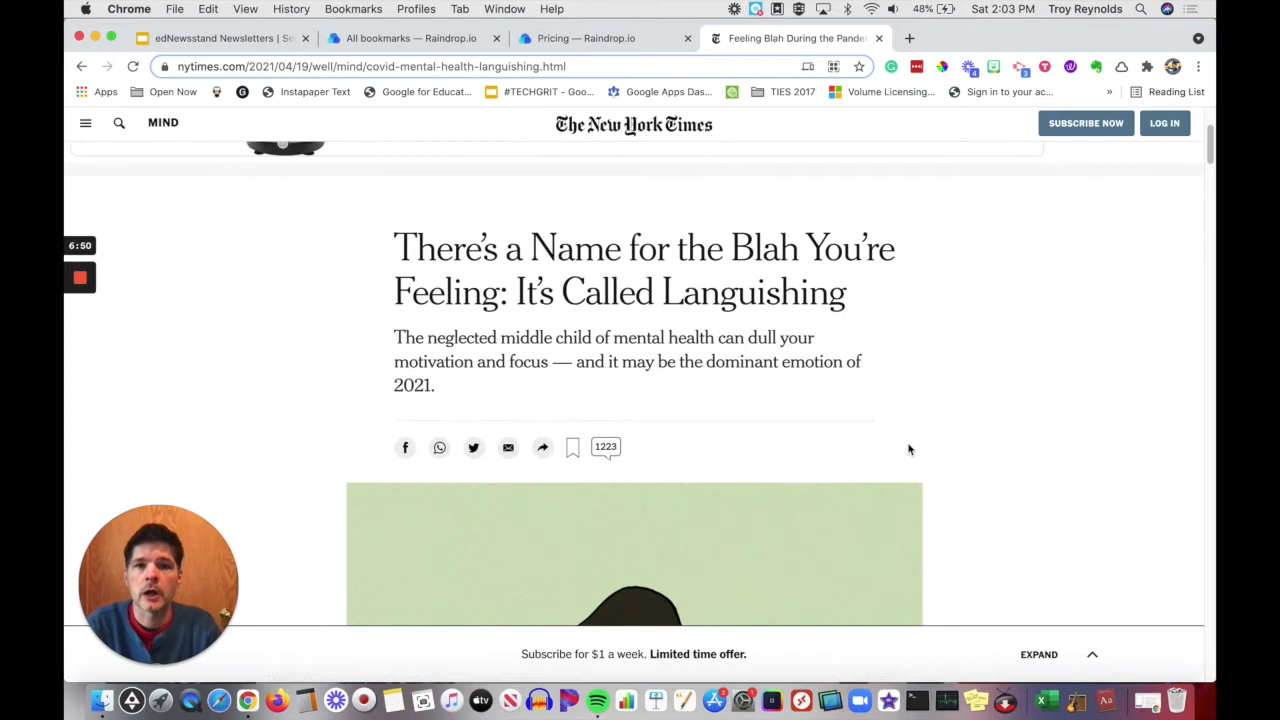 Chrome File Edit View History Bookmarks Profiles Tab Window Help 48% Sat 2:03 PM Troy Reynolds
edNewsstand Newsletters | Se All bookmarks — Raindrop.io Pricing — Raindrop.io Feeling Blah During the Pande
nytimes.com/2021/04/19/well/mind/covid-mental-health-languishing.html
Apps Open Now Instapaper Text Google for Educat... #TECHGRIT - Goo... Google Apps Das... TIES 2017 Volume Licensing... Sign in to your ac... » Reading List
MIND The New York Times SUBSCRIBE NOW LOG IN
6:50
There's a Name for the Blah You're
Feeling: It's Called Languishing
The neglected middle child of mental health can dull your
motivation and focus — and it may be the dominant emotion of
2021.
1223
Subscribe for $1 a week. Limited time offer. EXPAND